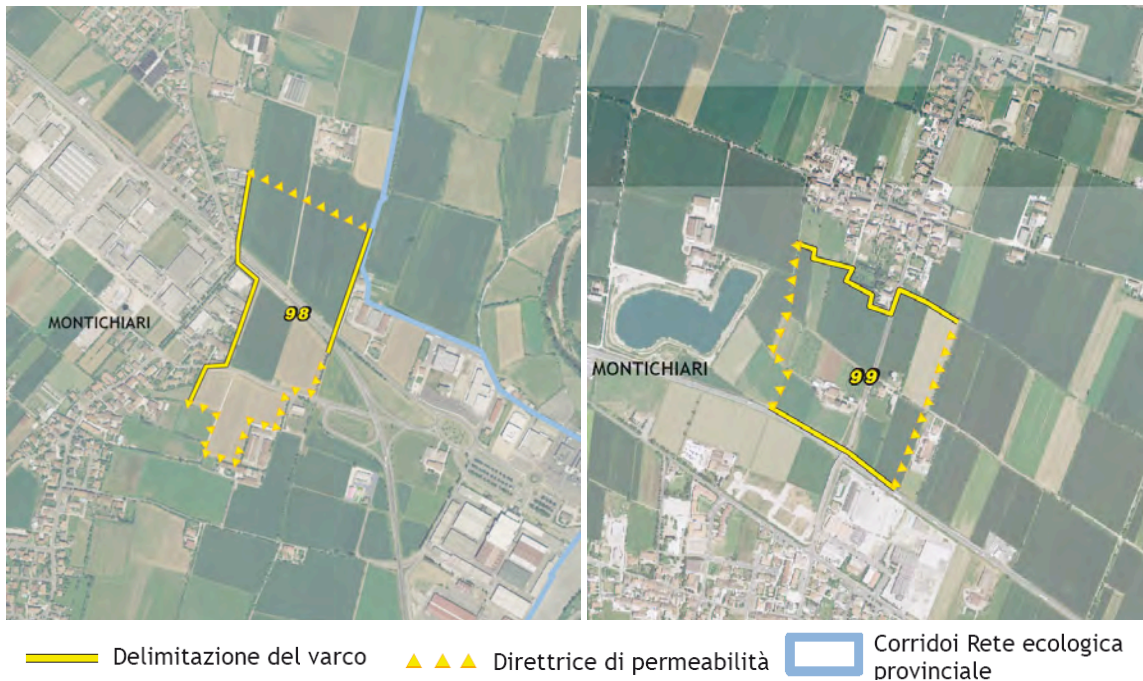 MONTICHIARI
98
MONTICHIARI
99
Delimitazione del varco
Direttrice di permeabilità
Corridoi Rete ecologica
provinciale